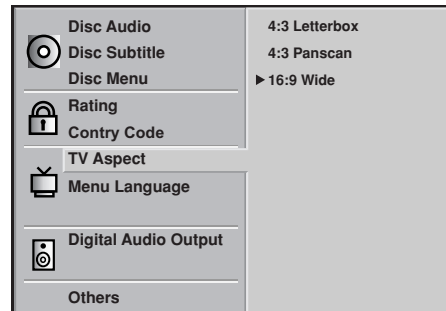 Disc Audio
Disc Subtitle
Disc Menu
Rating
Contry Code
TV Aspect
Menu Language
Digital Audio Output
Others
4:3 Letterbox
4:3 Panscan
16:9 Wide